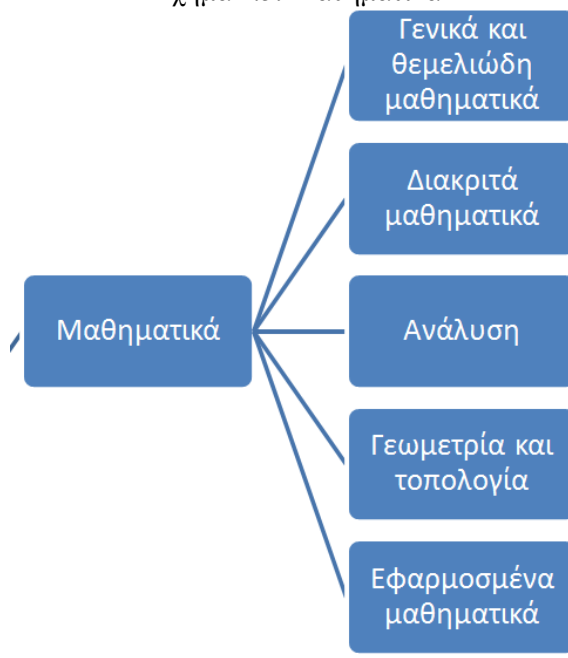 Γενικά και
θεμελιώδη
μαθηματικά
Διακριτά
μαθηματικά
Μαθηματικά
Ανάλυση
Γεωμετρία και
τοπολογία
Εφαρμοσμένα
μαθηματικά